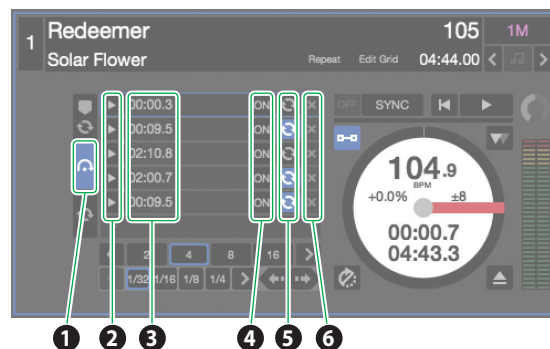 1 Redeemer 105 1M
Solar Flower Repeat Edit Grid 04:44.00
00:00.3 ON
00:09.5 ON
02:10.8 ON
02:00.7 ON
00:09.5 ON
OFF SYNC
104.9
BPM
+0.0% ±8
00:00.7
04:43.3
2 4 8 16
1/32 1/16 1/8 1/4
1 2 3 4 5 6